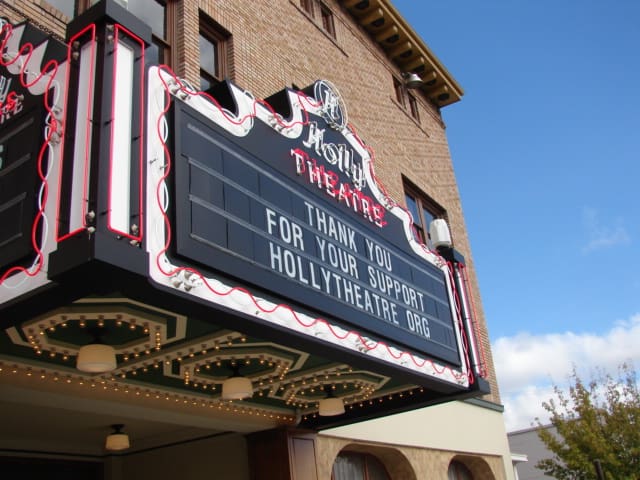 H
Holly
THEATRE
THANK YOU
FOR YOUR SUPPORT
HOLLYTHEATRE ORG